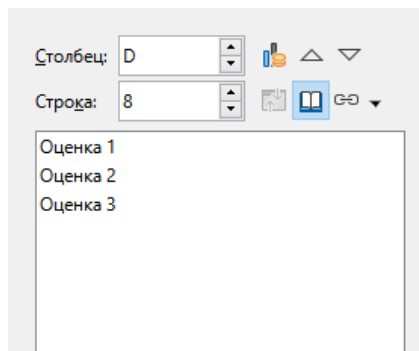 Столбец: D
Строка: 8
Оценка 1
Оценка 2
Оценка 3